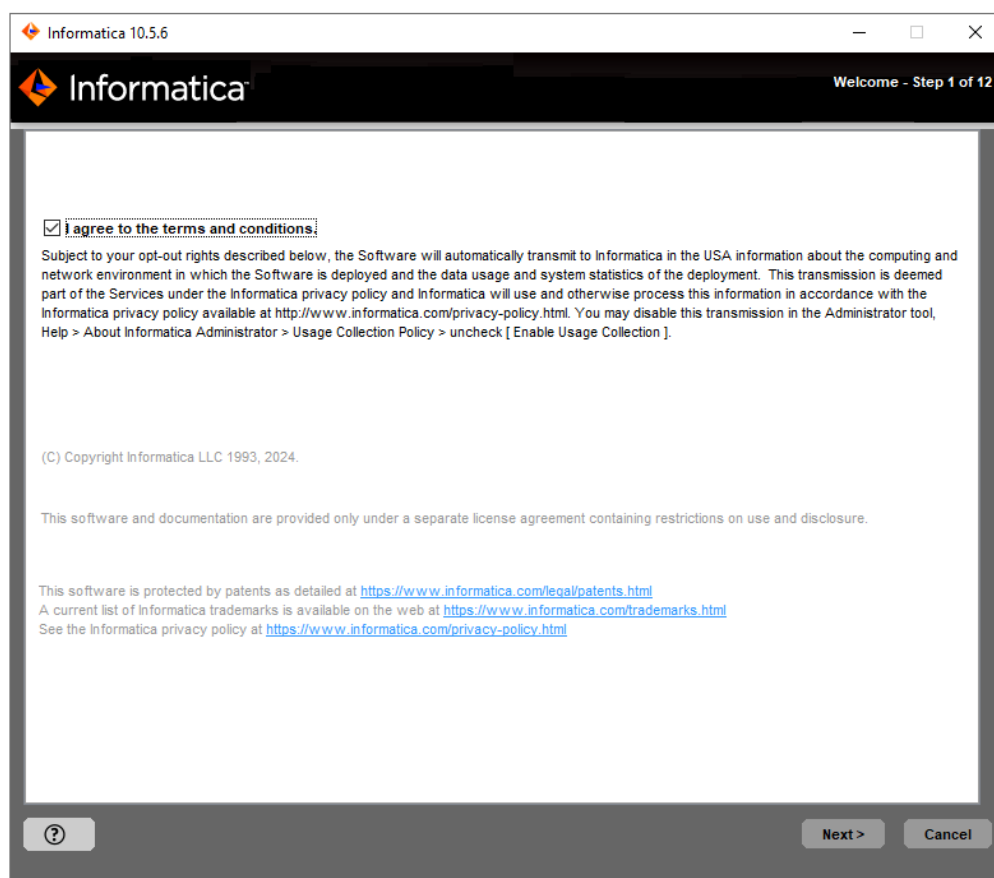 Informatica 10.5.6
Informatica
Welcome - Step 1 of 12
I agree to the terms and conditions.
Subject to your opt-out rights described below, the Software will automatically transmit to Informatica in the USA information about the computing and
network environment in which the Software is deployed and the data usage and system statistics of the deployment.  This transmission is deemed
part of the Services under the Informatica privacy policy and Informatica will use and otherwise process this information in accordance with the
Informatica privacy policy available at http://www.informatica.com/privacy-policy.html. You may disable this transmission in the Administrator tool,
Help > About Informatica Administrator > Usage Collection Policy > uncheck [ Enable Usage Collection ].
(C) Copyright Informatica LLC 1993, 2024.
This software and documentation are provided only under a separate license agreement containing restrictions on use and disclosure.
This software is protected by patents as detailed at https://www.informatica.com/legal/patents.html
A current list of Informatica trademarks is available on the web at https://www.informatica.com/trademarks.html
See the Informatica privacy policy at https://www.informatica.com/privacy-policy.html
?
Next >
Cancel